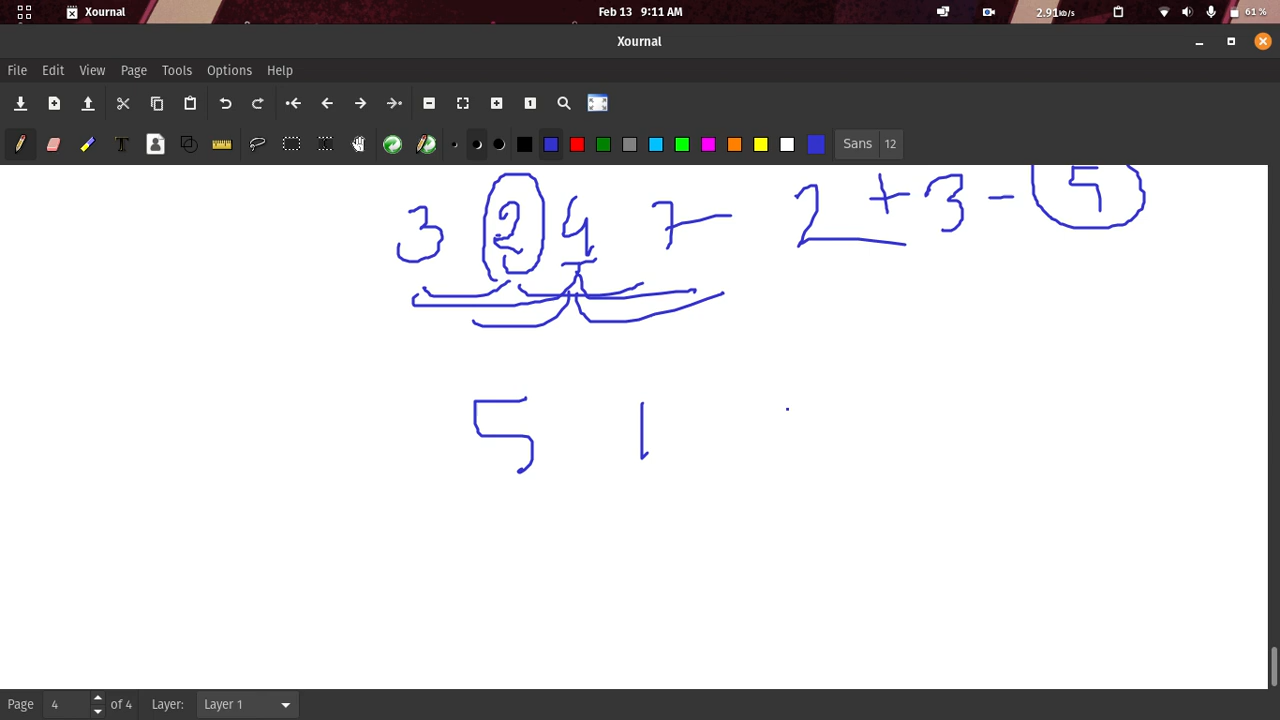 Xournal
Feb 13 9:11 AM
2.91kb/s
61 %
Xournal
File Edit View Page Tools Options Help
Sans 12
3 2 4 7 - 2 + 3 - 5
5 1
Page 4 of 4 Layer: Layer 1